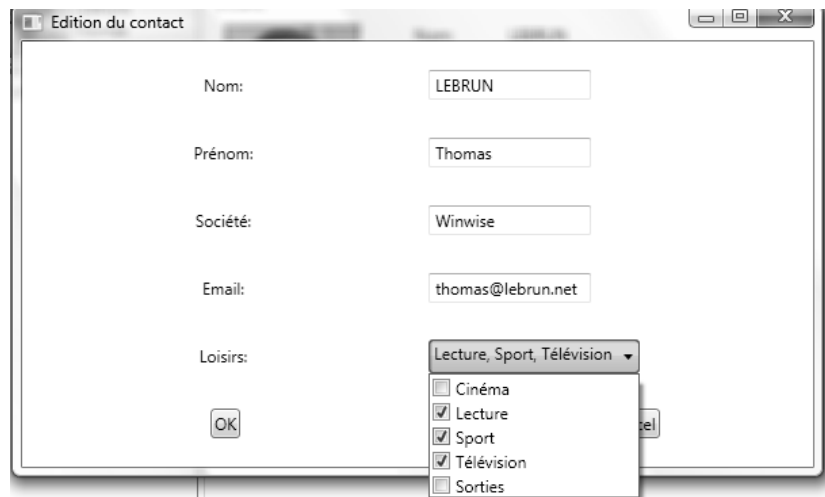 Edition du contact
Nom: LEBRUN
Prénom: Thomas
Société: Winwise
Email: thomas@lebrun.net
Loisirs: Lecture, Sport, Télévision
Cinéma
Lecture
OK
Sport
Télévision
Sorties